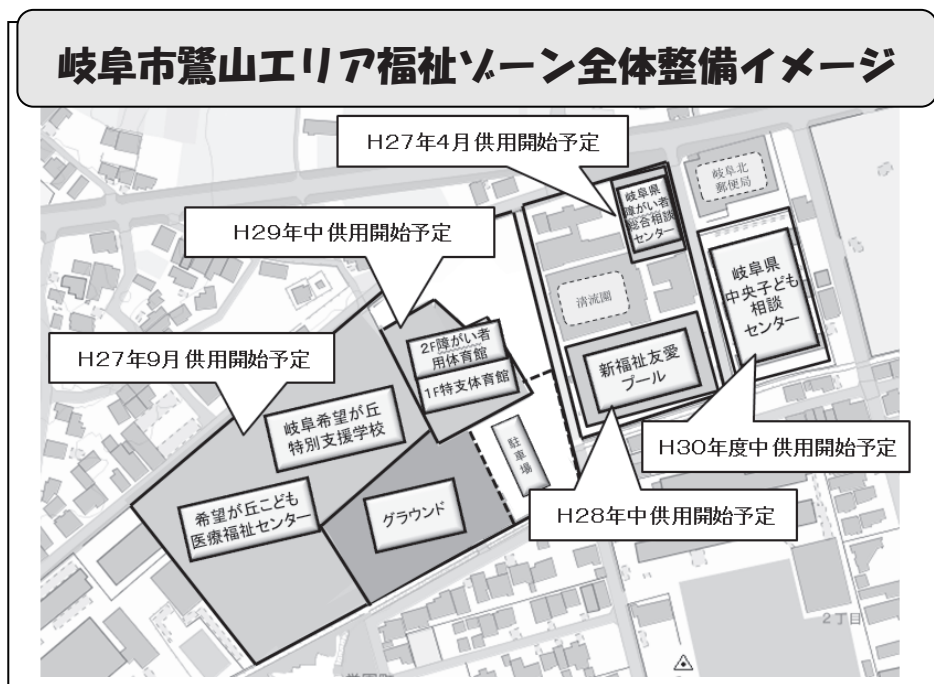 岐阜市鷺山エリア福祉ゾーン全体整備イメージ
H27年4月供用開始予定
岐阜県
障がい者
総合相談
センター
岐阜北
郵便局
H29年中供用開始予定
岐阜県
中央子ども
相談
センター
清流園
2F障がい者
用体育館
1F特支体育館
H27年9月供用開始予定
新福祉友愛
プール
岐阜希望が丘
特別支援学校
駐車場
H30年度中供用開始予定
希望が丘こども
医療福祉センター
グラウンド
H28年中供用開始予定
2丁目